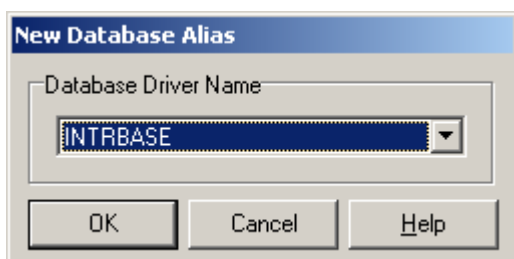 New Database Alias
Database Driver Name
INTRBASE
OK Cancel Help